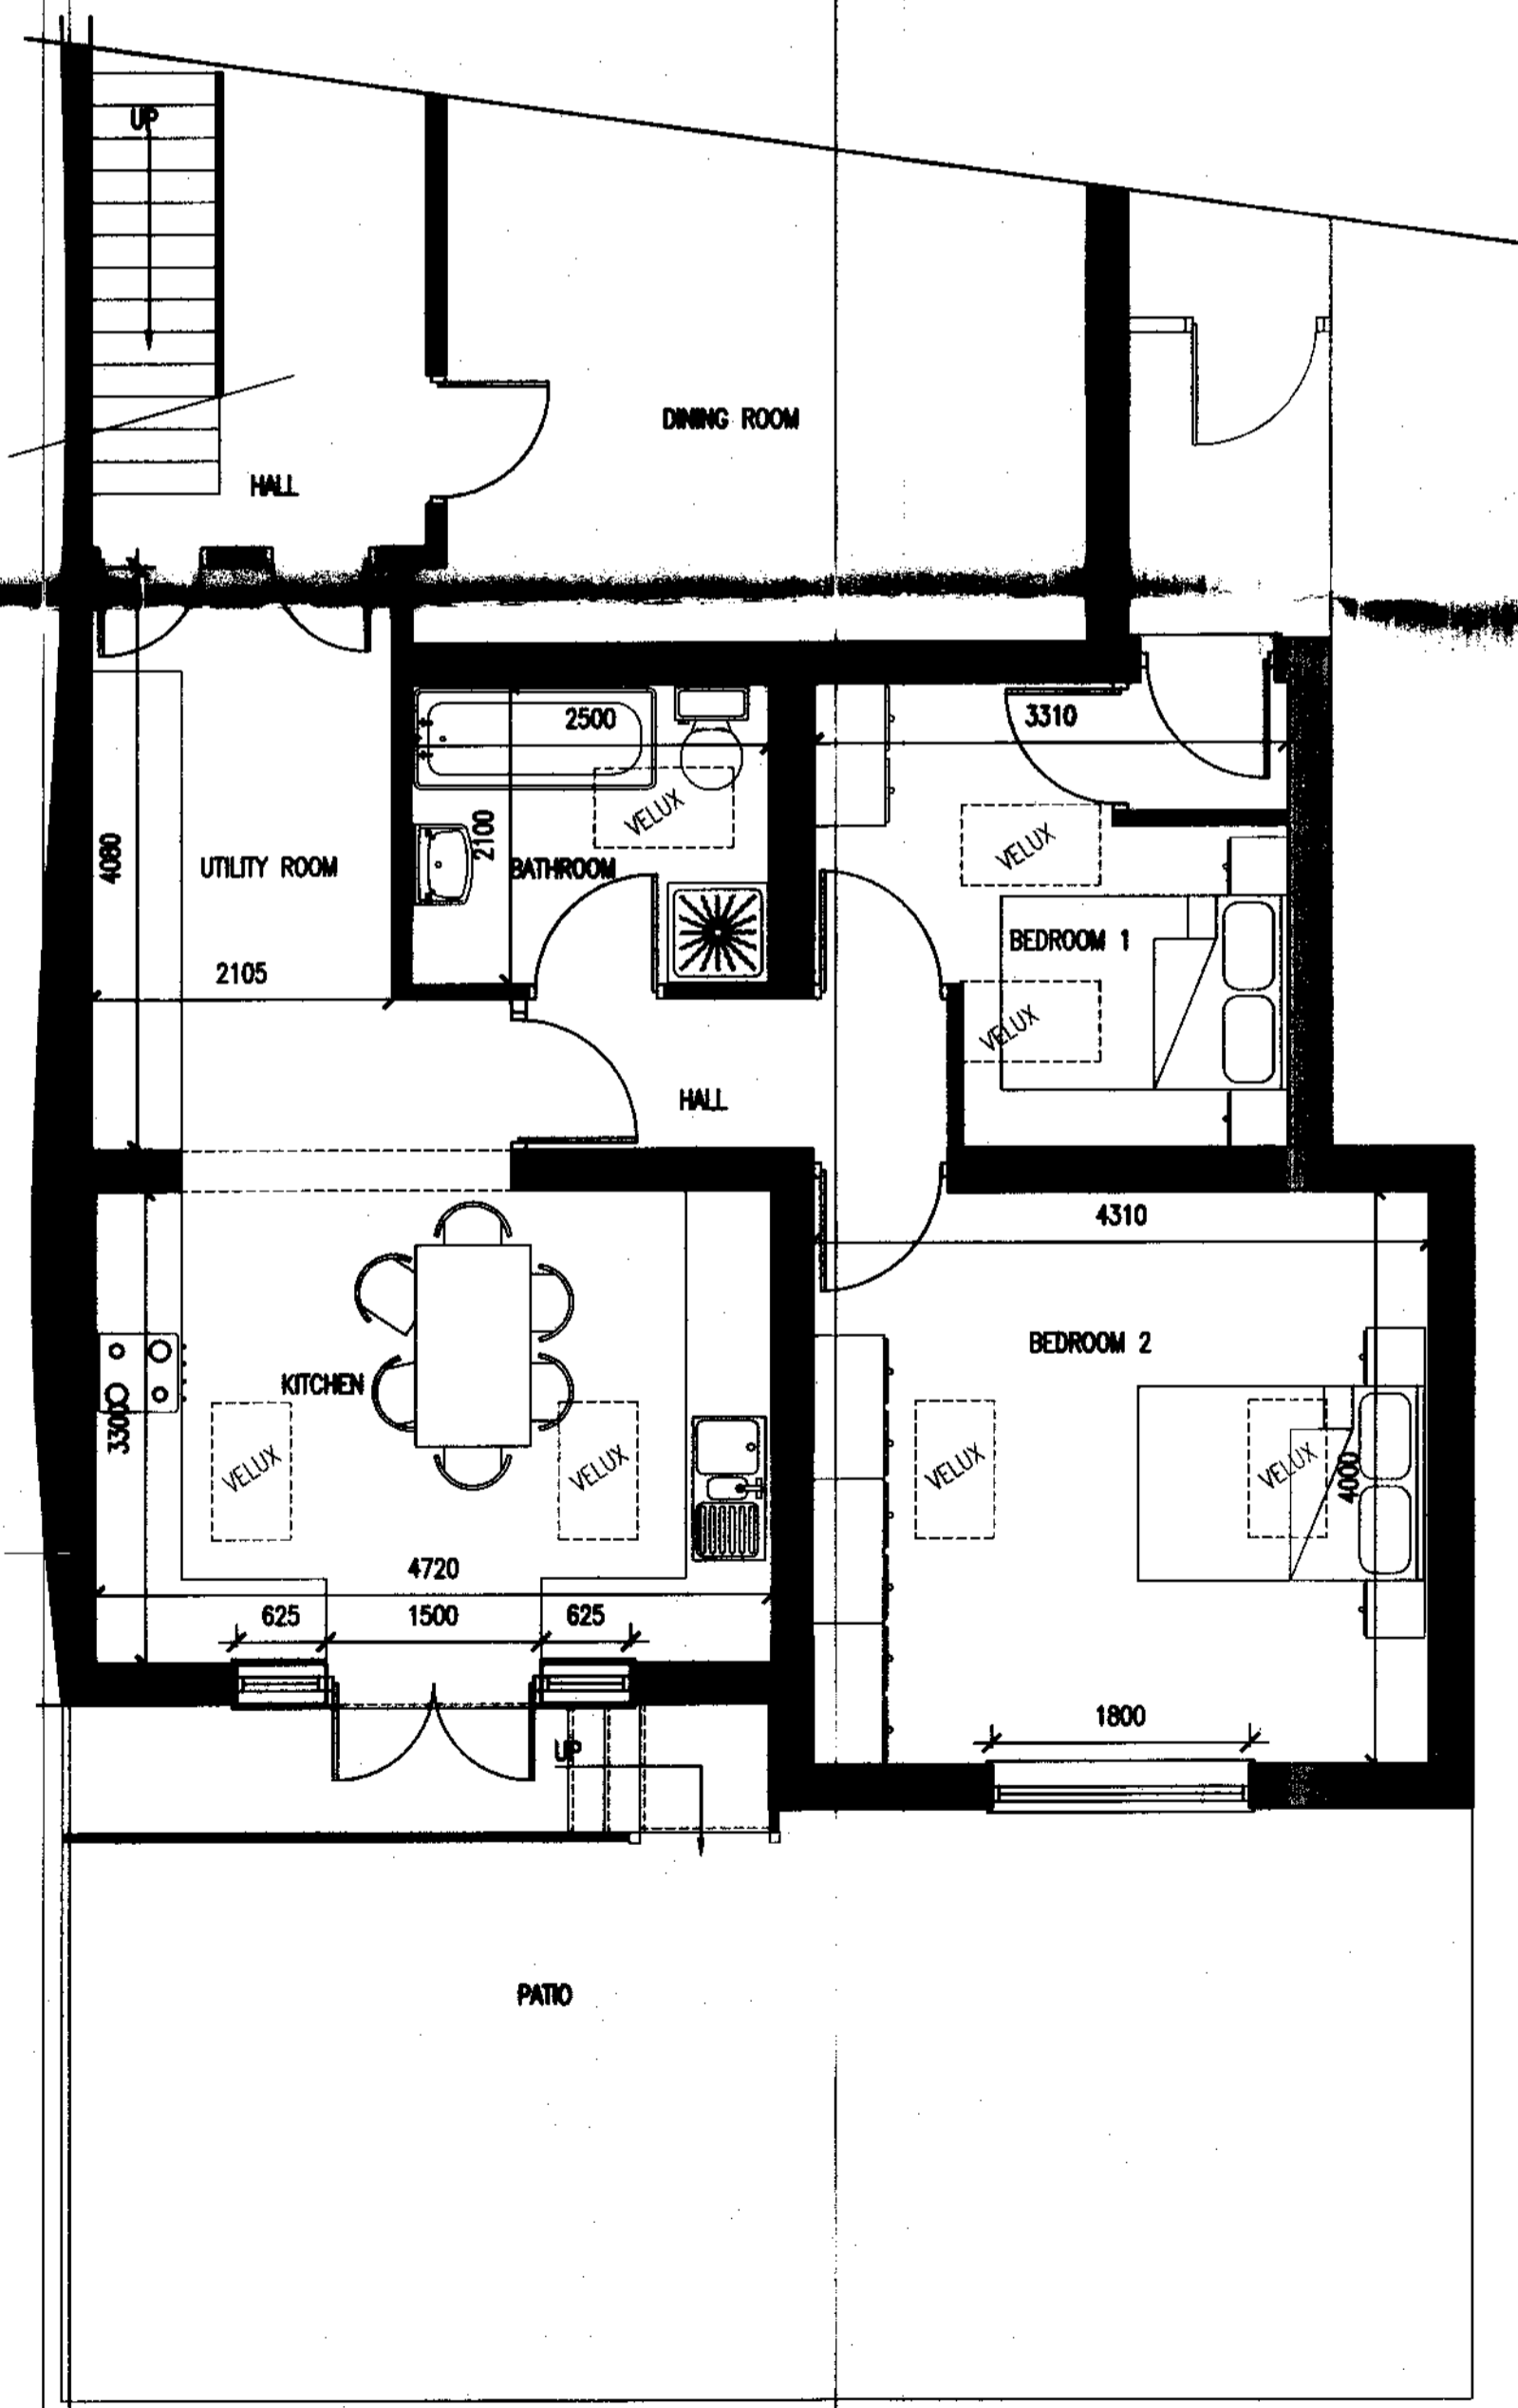 UP
DINING ROOM
HALL
2500
3310
VELUX
2100
VELUX
4080
UTILITY ROOM
BATHROOM
BEDROOM 1
2105
VELUX
HALL
4310
BEDROOM 2
KITCHEN
3300
VELUX
VELUX
VELUX
VELUX
4000
4720
625
1500
625
1800
UP
PATIO